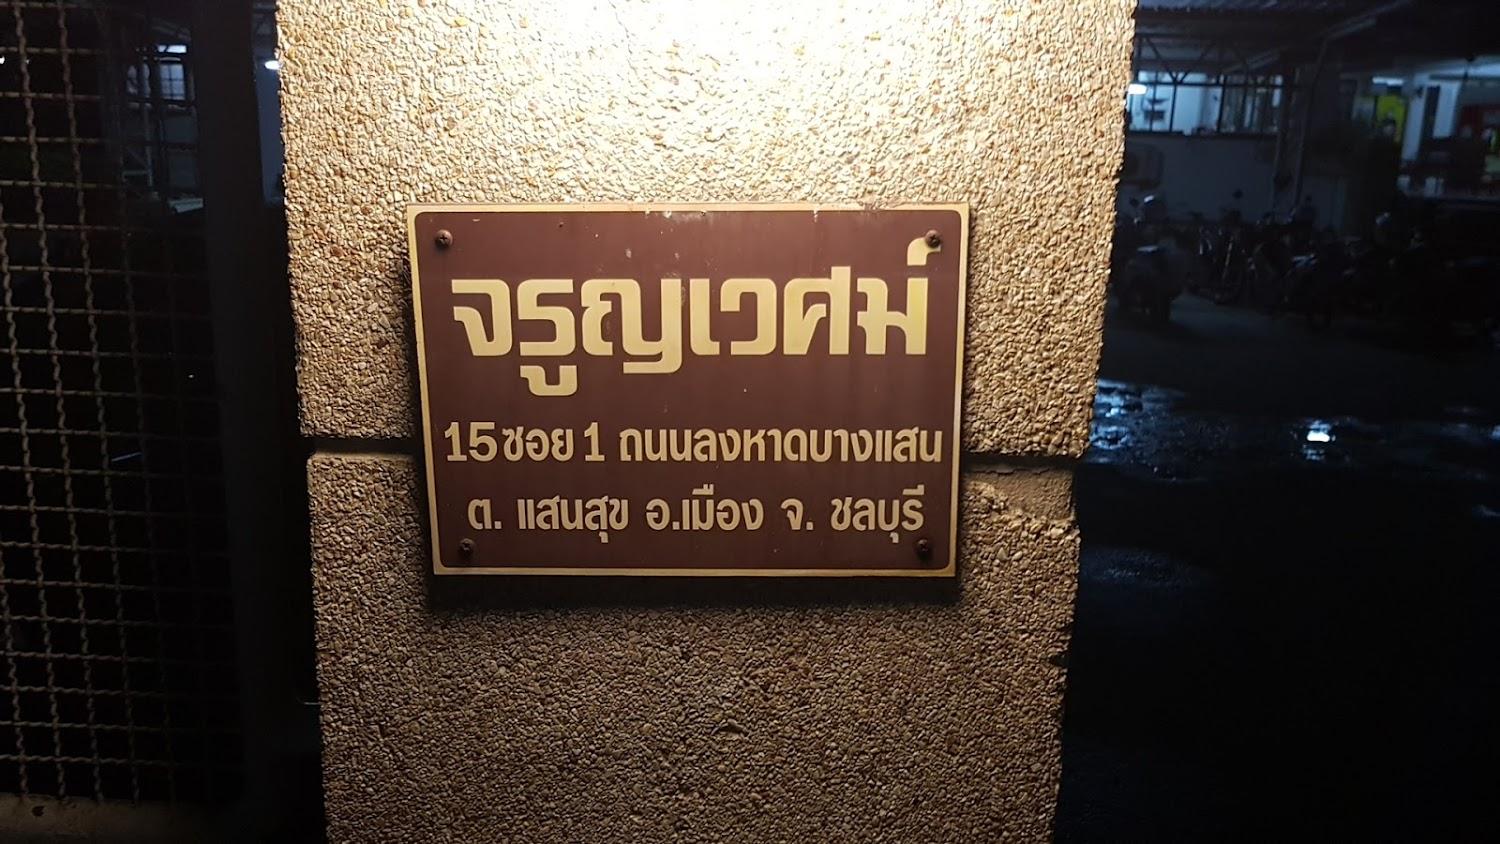 จรูญเวศม์
15 ซอย 1 ถนนลงหาดบางแสน
ต. แสนสุข อ.เมือง จ. ชลบุรี